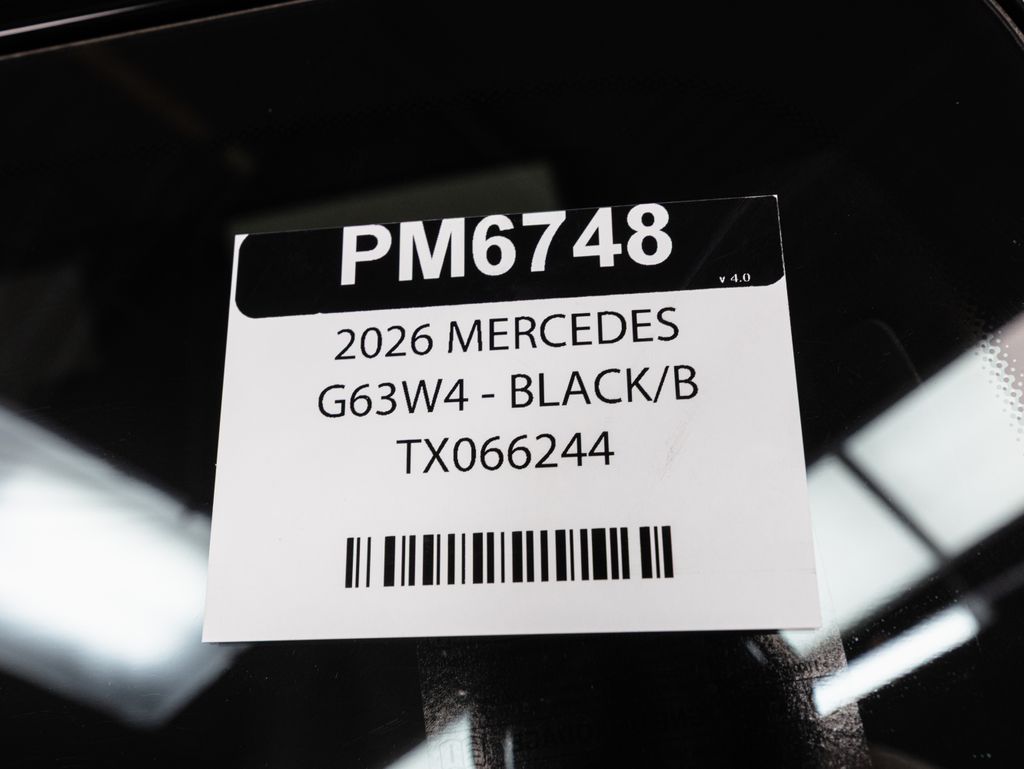 PM6748
v 4.0
2026 MERCEDES
G63W4 - BLACK/B
TX066244